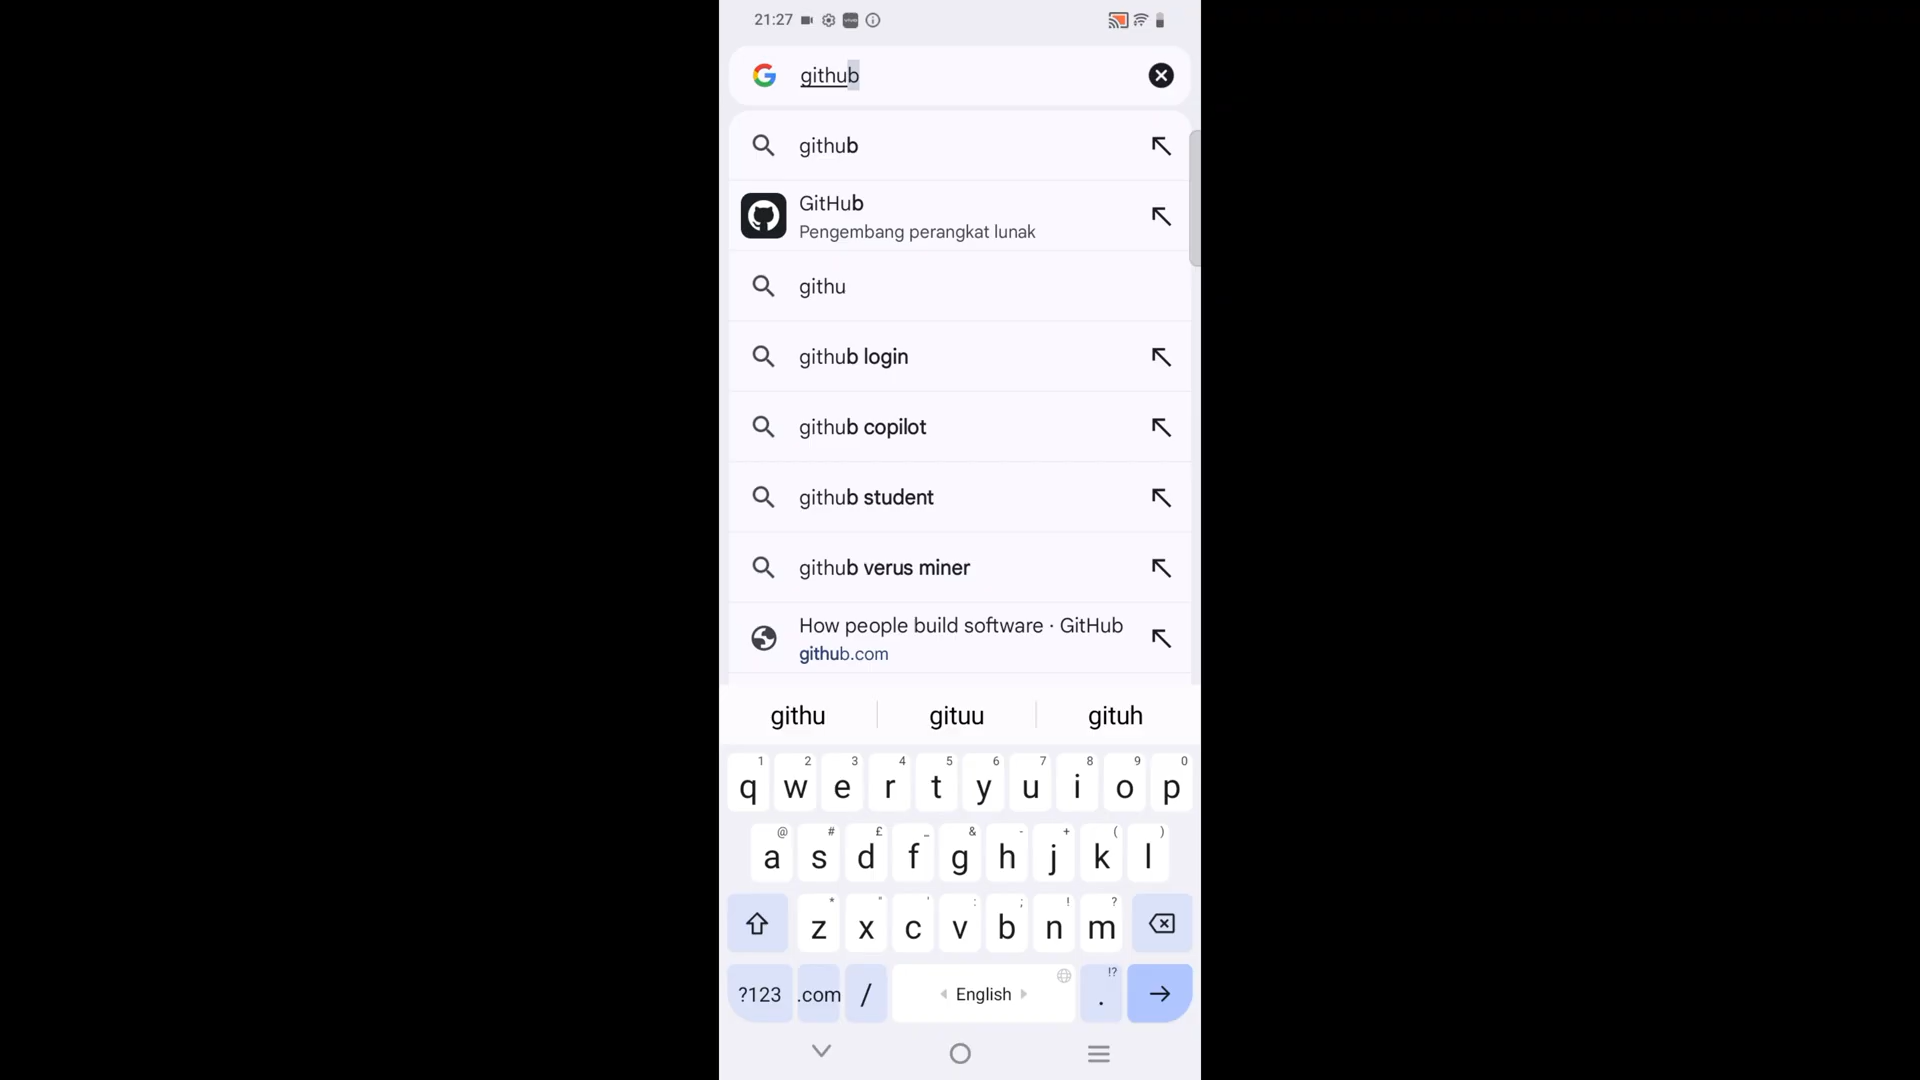 21:27
github
github
GitHub
Pengembang perangkat lunak
githu
github login
github copilot
github student
github verus miner
How people build software · GitHub
github.com
githu gituu gituh
1 2 3 4 5 6 7 8 9 0
q w e r t y u i o p
@ # £ _ & - + ( )
a s d f g h j k l
* " ' : ; ! ?
z x c v b n m
!?
?123 .com / English .